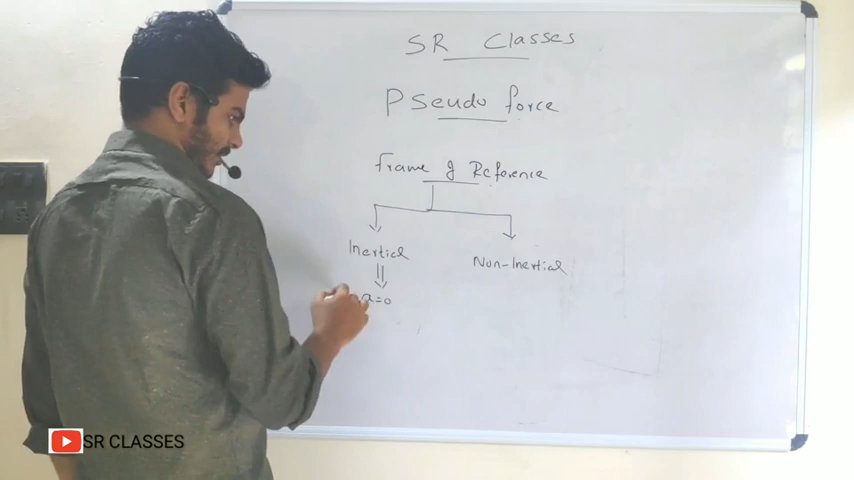 SR Classes
Pseudo force
frame of Reference
Inertial
Non-Inertial
a=0
SR CLASSES